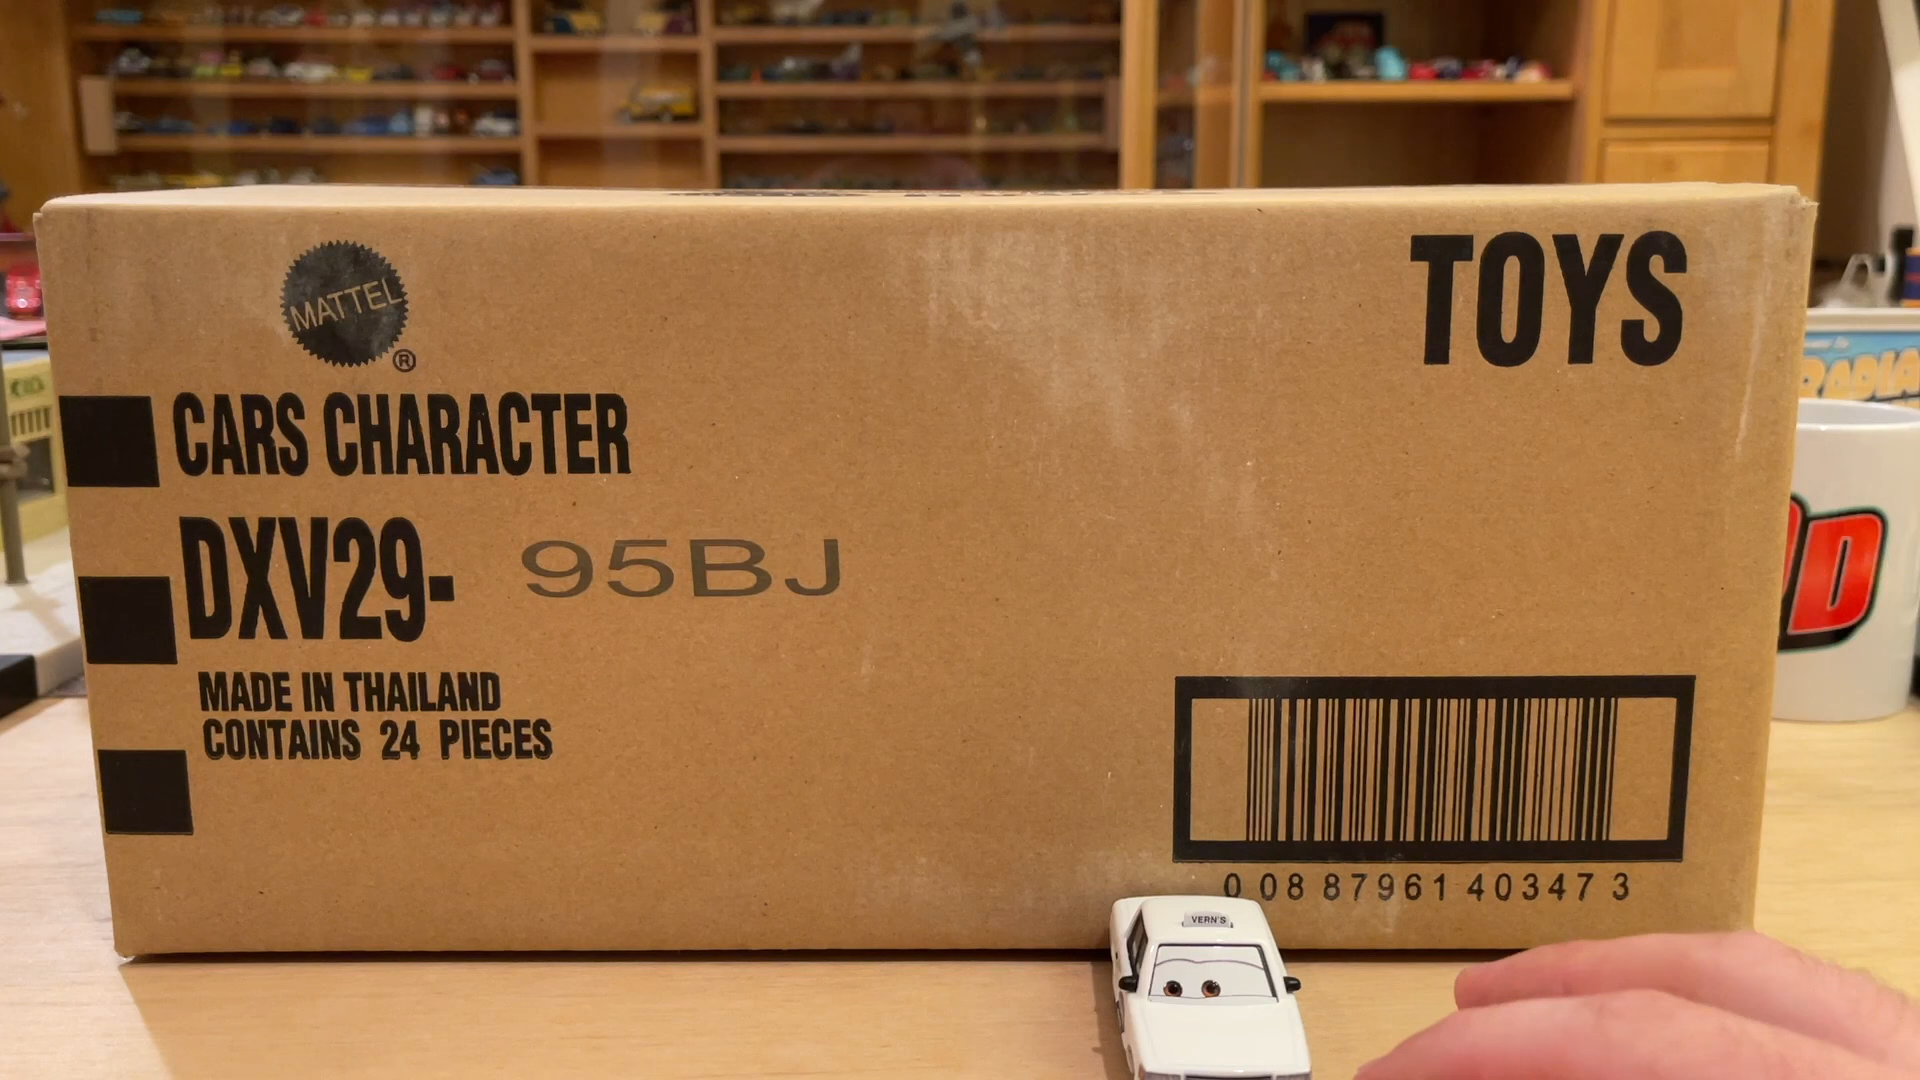 MATTEL
®
TOYS
CARS CHARACTER
DXV29- 95BJ
MADE IN THAILAND
CONTAINS 24 PIECES
0 08 87961 40347 3
VERN'S